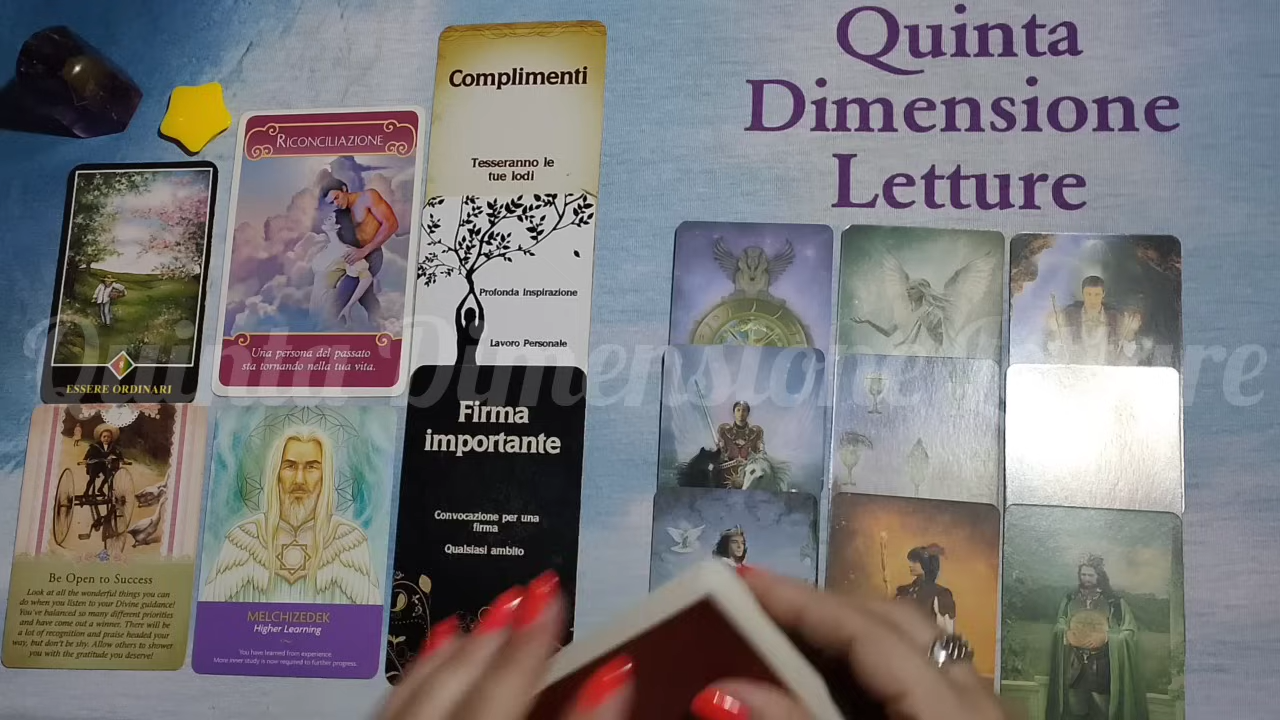 Quinta
Dimensione
Letture
Complimenti
Tesseranno le
tue lodi
RICONCILIAZIONE
Una persona del passato
sta tornando nella tua vita.
Profonda Inspirazione
Lavoro Personale
ESSERE ORDINARI
Quinta Dimensione Letture
Firma
importante
Convocazione per una
firma
Qualsiasi ambito
Be Open to Success
Look at all the wonderful things you can
do when you listen to your Divine guidance!
You've balanced so many different priorities
and have come out a winner. There will be
a lot of recognition and praise headed your
way, but don't be shy. Allow others to shower
you with the gratitude you deserve!
MELCHIZEDEK
Higher Learning
You have learned from experience.
More inner study is now required to further progress.